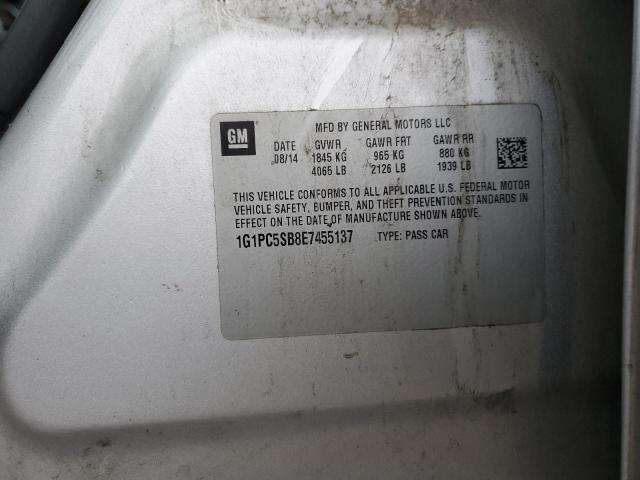 GM
MFD BY GENERAL MOTORS LLC
DATE GVWR GAWR FRT GAWR RR
08/14 1845 KG 965 KG 880 KG
4065 LB 2126 LB 1939 LB
THIS VEHICLE CONFORMS TO ALL APPLICABLE U.S. FEDERAL MOTOR
VEHICLE SAFETY, BUMPER, AND THEFT PREVENTION STANDARDS IN
EFFECT ON THE DATE OF MANUFACTURE SHOWN ABOVE.
1G1PC5SB8E7455137 TYPE: PASS CAR